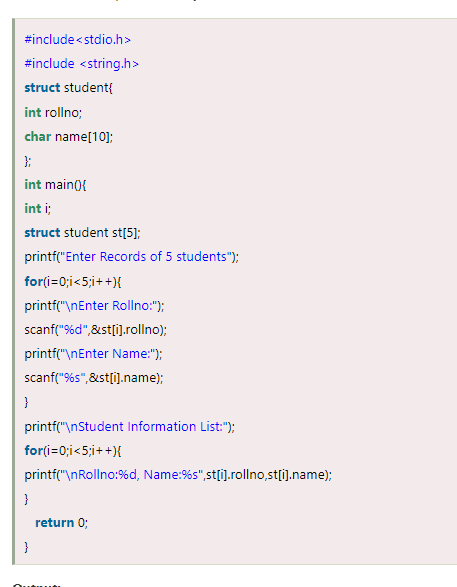 #include<stdio.h>
#include <string.h>
struct student{
int rollno;
char name[10];
};
int main(){
int i;
struct student st[5];
printf("Enter Records of 5 students");
for(i=0;i<5;i++){
printf("\nEnter Rollno:");
scanf("%d",&st[i].rollno);
printf("\nEnter Name:");
scanf("%s",&st[i].name);
}
printf("\nStudent Information List:");
for(i=0;i<5;i++){
printf("\nRollno:%d, Name:%s",st[i].rollno,st[i].name);
}
return 0;
}